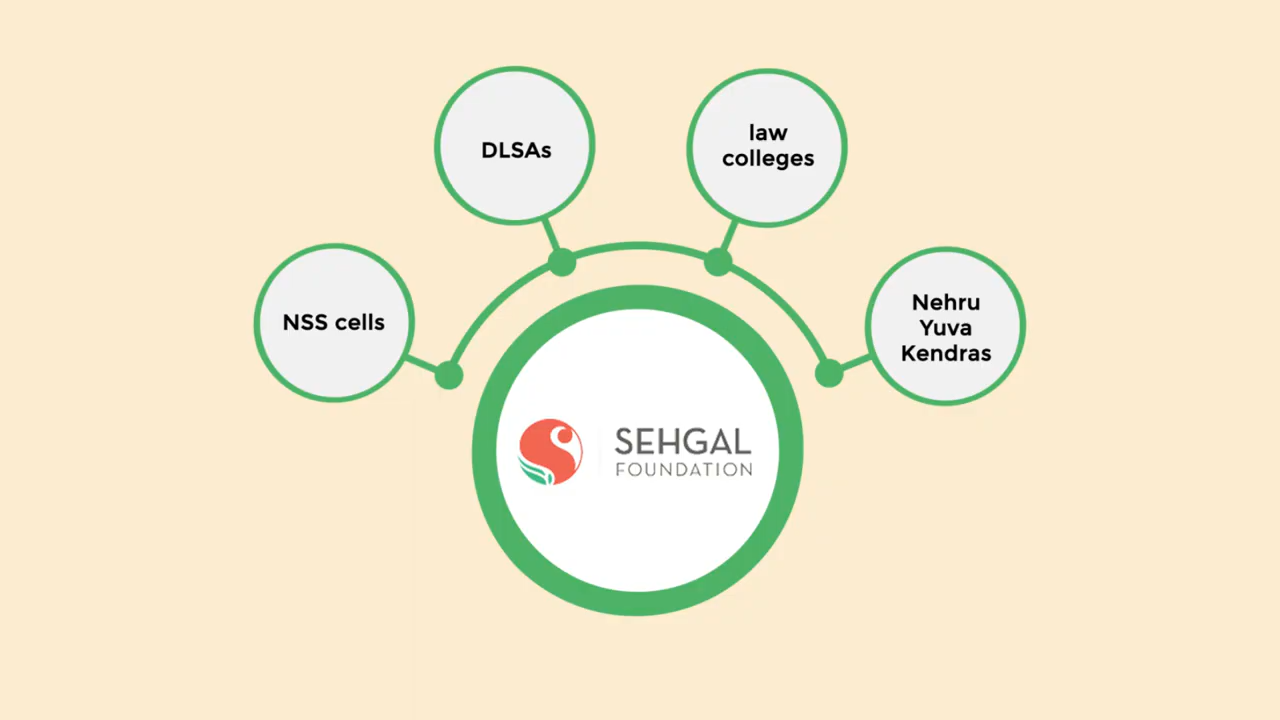 DLSAs
law
colleges
NSS cells
Nehru
Yuva
Kendras
SEHGAL
FOUNDATION